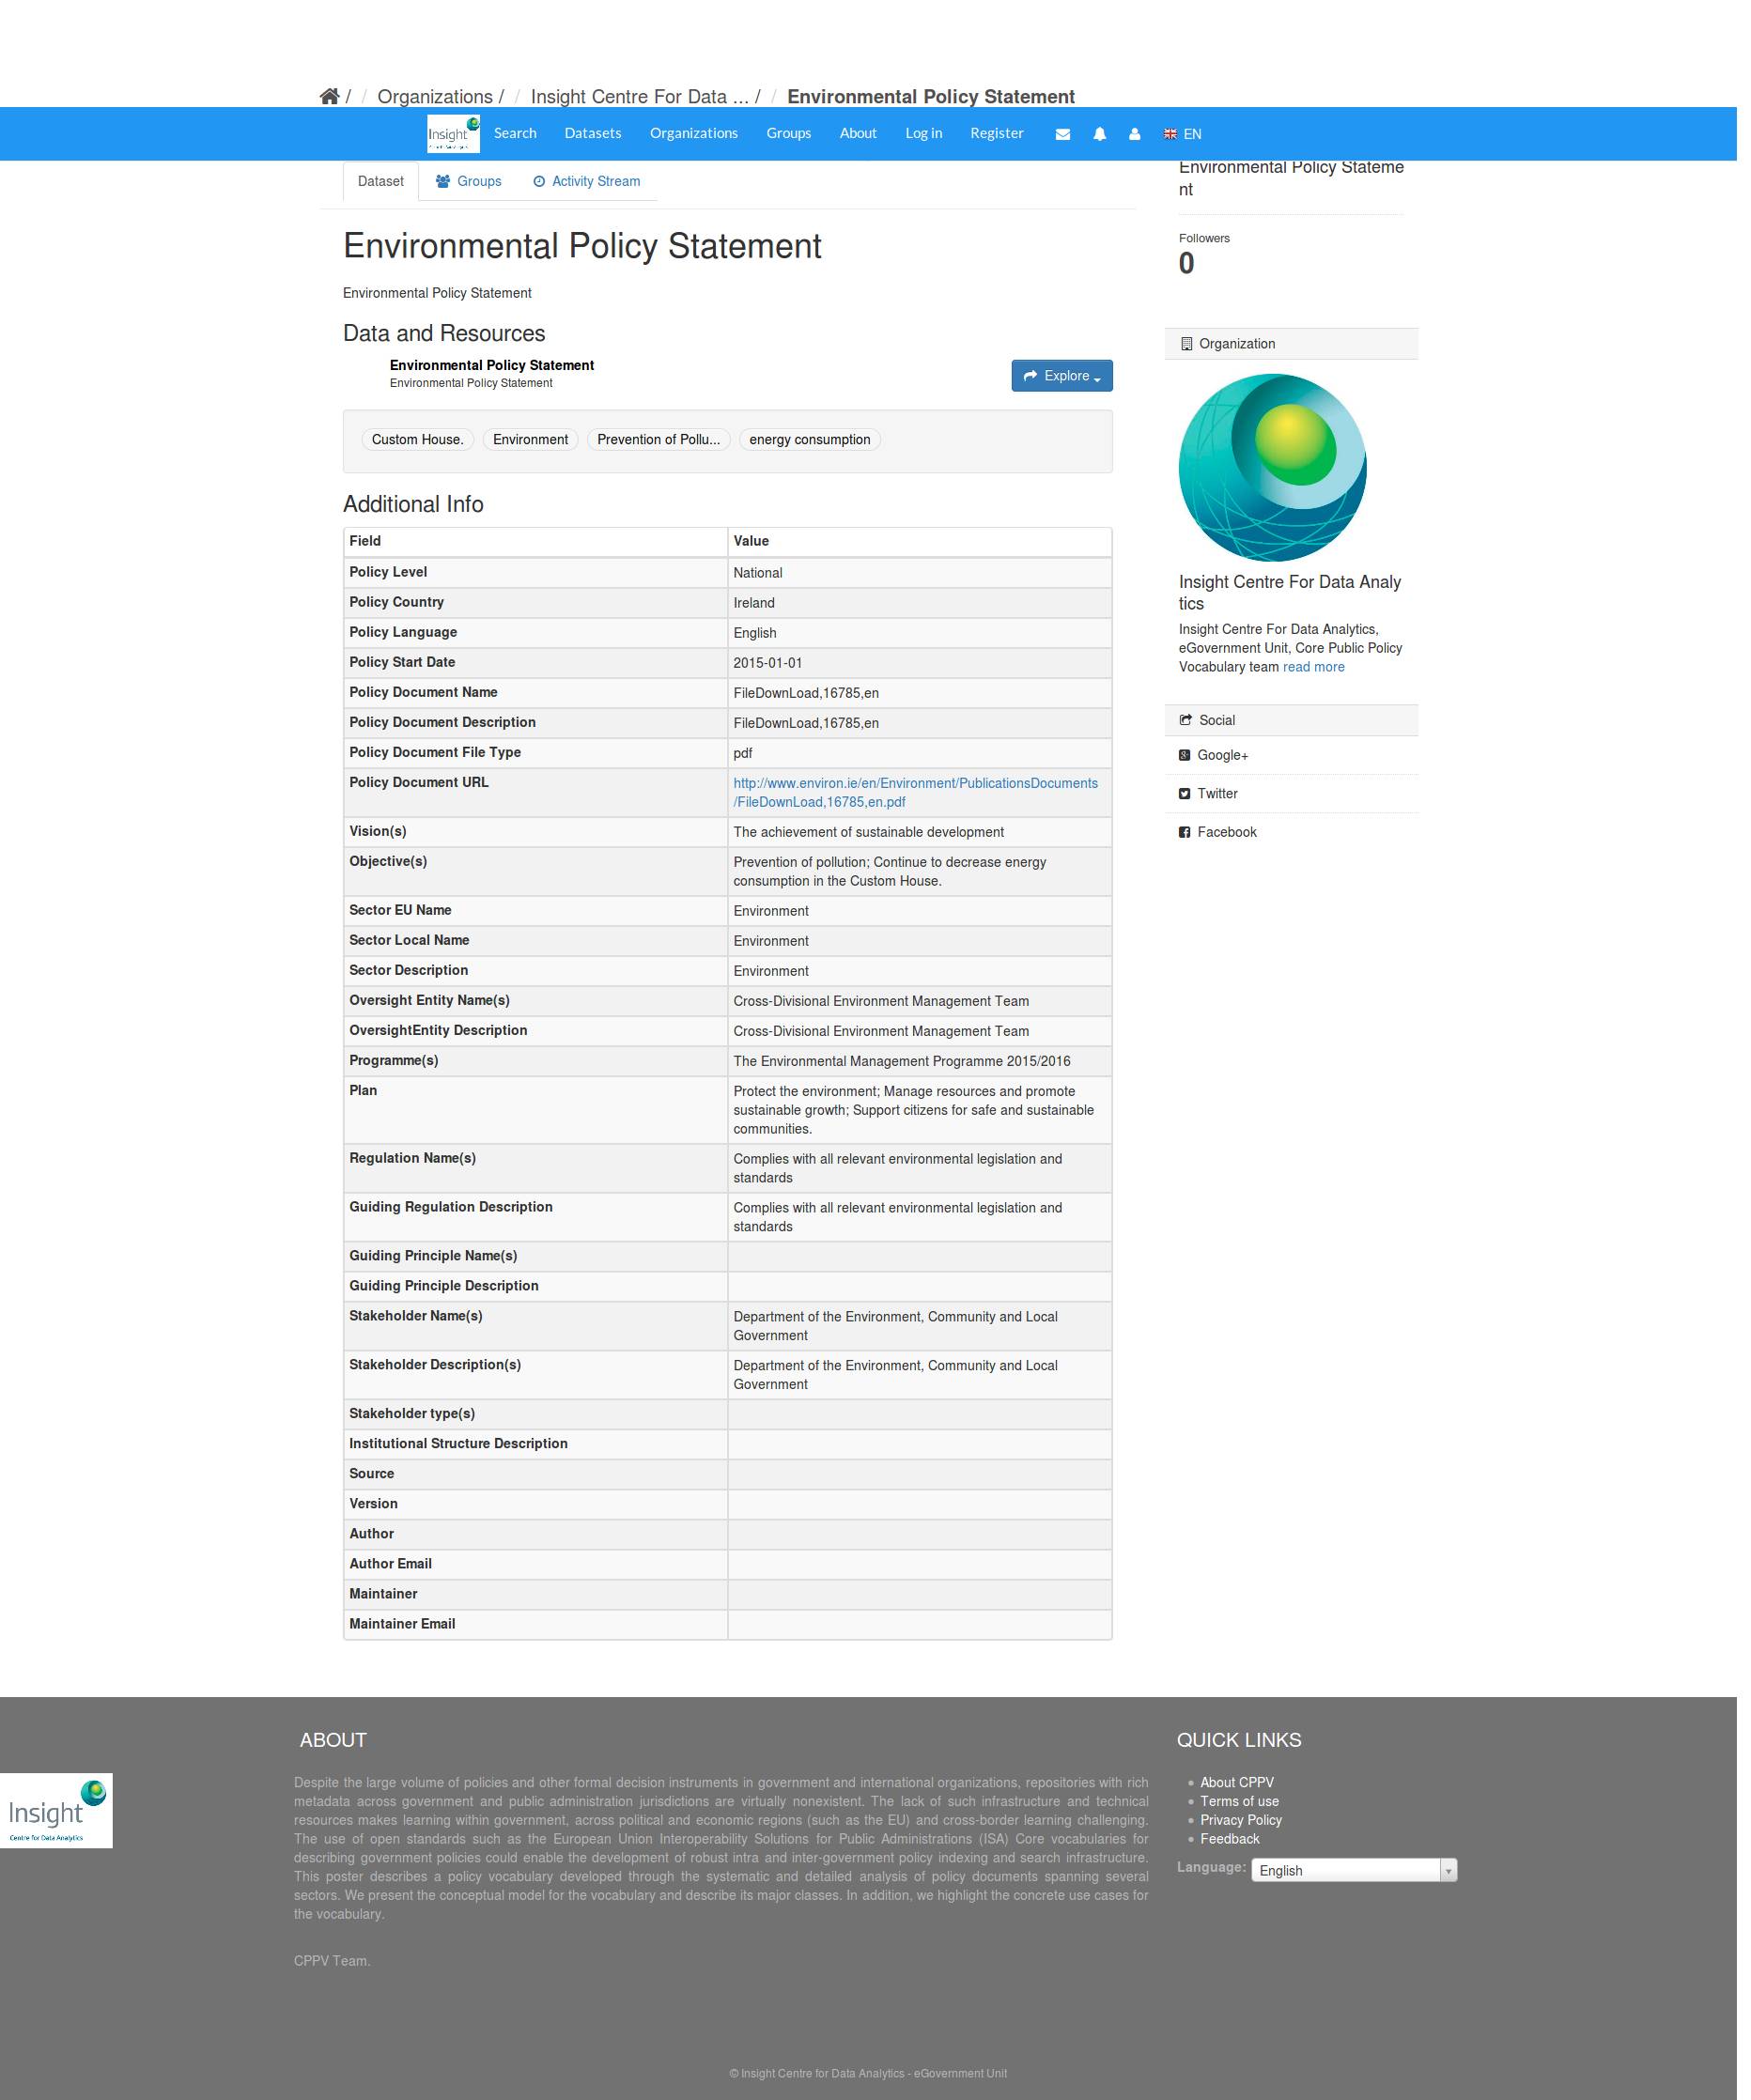 / / Organizations / / Insight Centre For Data ... / / Environmental Policy Statement
Insight Search Datasets Organizations Groups About Log in Register EN
Dataset Groups Activity Stream
Environmental Policy Statement
Environmental Policy Statement
Data and Resources
Environmental Policy Statement
Environmental Policy Statement
Explore
Custom House. Environment Prevention of Pollu... energy consumption
Additional Info
Field Value
Policy Level National
Policy Country Ireland
Policy Language English
Policy Start Date 2015-01-01
Policy Document Name FileDownLoad,16785,en
Policy Document Description FileDownLoad,16785,en
Policy Document File Type pdf
Policy Document URL http://www.environ.ie/en/Environment/PublicationsDocuments
/FileDownLoad,16785,en.pdf
Vision(s) The achievement of sustainable development
Objective(s) Prevention of pollution; Continue to decrease energy
consumption in the Custom House.
Sector EU Name Environment
Sector Local Name Environment
Sector Description Environment
Oversight Entity Name(s) Cross-Divisional Environment Management Team
OversightEntity Description Cross-Divisional Environment Management Team
Programme(s) The Environmental Management Programme 2015/2016
Plan Protect the environment; Manage resources and promote
sustainable growth; Support citizens for safe and sustainable
communities.
Regulation Name(s) Complies with all relevant environmental legislation and
standards
Guiding Regulation Description Complies with all relevant environmental legislation and
standards
Guiding Principle Name(s)
Guiding Principle Description
Stakeholder Name(s) Department of the Environment, Community and Local
Government
Stakeholder Description(s) Department of the Environment, Community and Local
Government
Stakeholder type(s)
Institutional Structure Description
Source
Version
Author
Author Email
Maintainer
Maintainer Email
Environmental Policy Stateme
nt
Followers
0
Organization
Insight Centre For Data Analy
tics
Insight Centre For Data Analytics,
eGovernment Unit, Core Public Policy
Vocabulary team read more
Social
Google+
Twitter
Facebook
Insight
Centre for Data Analytics
ABOUT
Despite the large volume of policies and other formal decision instruments in government and international organizations, repositories with rich
metadata across government and public administration jurisdictions are virtually nonexistent. The lack of such infrastructure and technical
resources makes learning within government, across political and economic regions (such as the EU) and cross-border learning challenging.
The use of open standards such as the European Union Interoperability Solutions for Public Administrations (ISA) Core vocabularies for
describing government policies could enable the development of robust intra and inter-government policy indexing and search infrastructure.
This poster describes a policy vocabulary developed through the systematic and detailed analysis of policy documents spanning several
sectors. We present the conceptual model for the vocabulary and describe its major classes. In addition, we highlight the concrete use cases for
the vocabulary.
CPPV Team.
QUICK LINKS
About CPPV
Terms of use
Privacy Policy
Feedback
Language: English
© Insight Centre for Data Analytics - eGovernment Unit